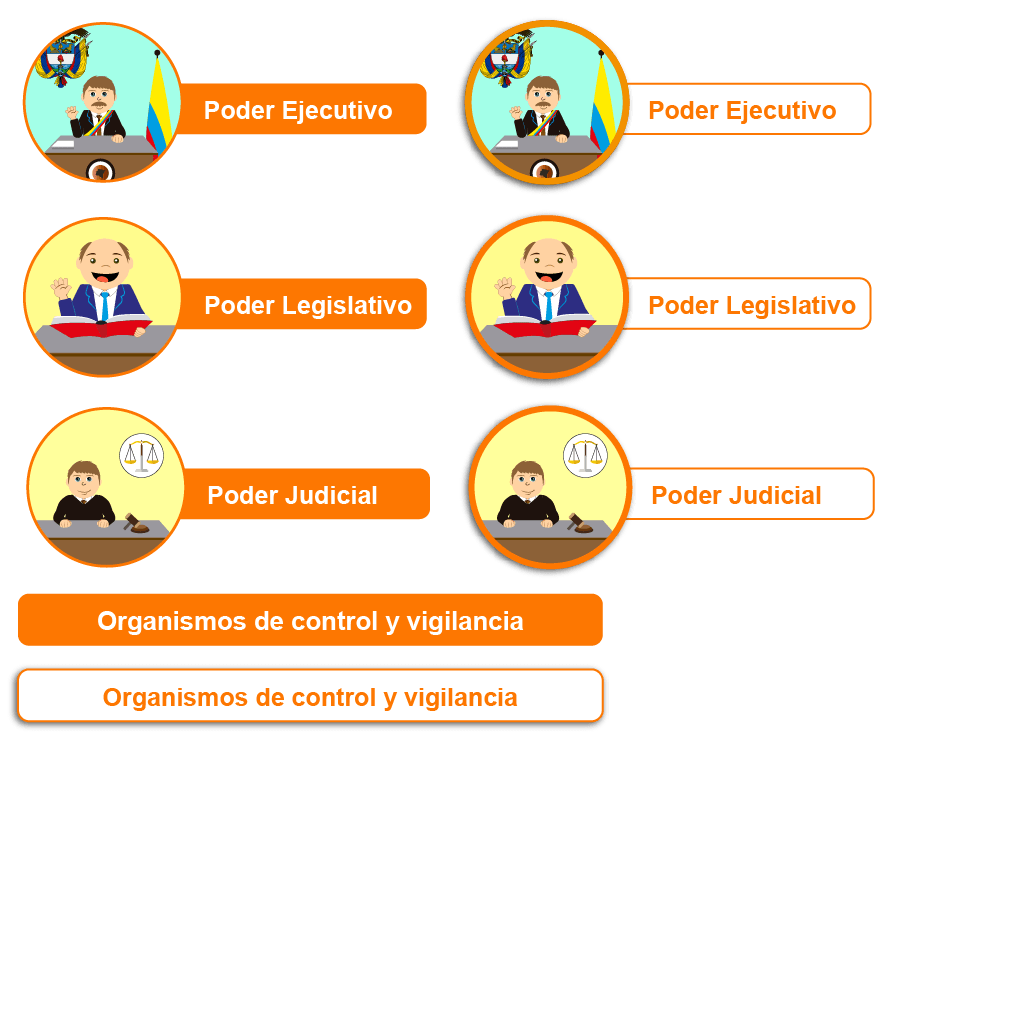 Poder Ejecutivo
Poder Ejecutivo
Poder Legislativo
Poder Legislativo
Poder Judicial
Poder Judicial
Organismos de control y vigilancia
Organismos de control y vigilancia